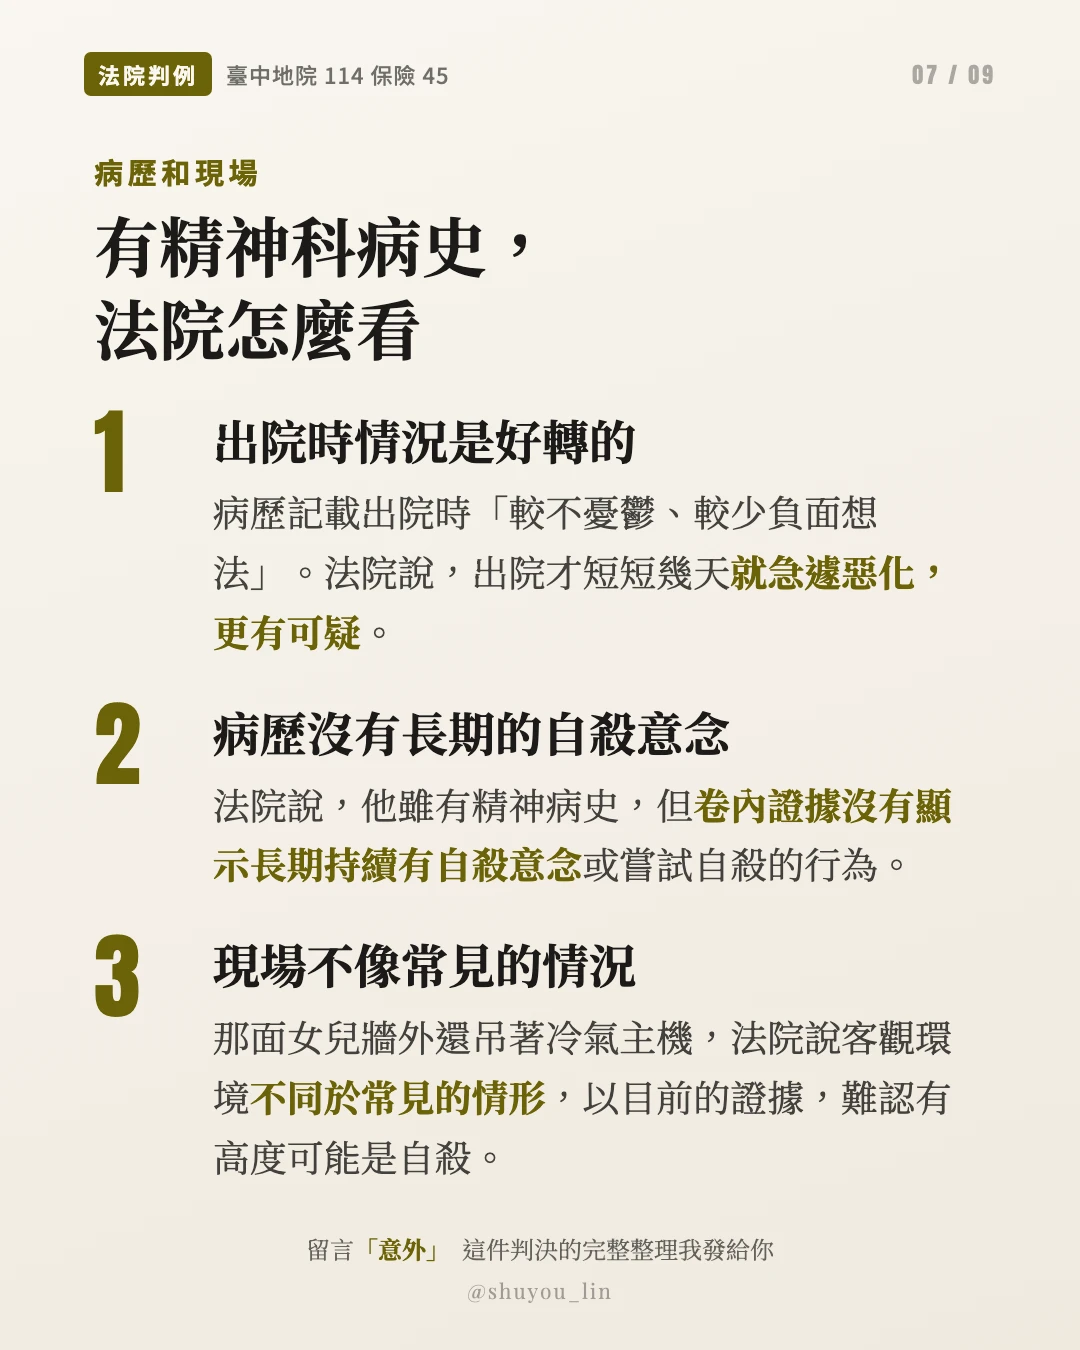 法院判例 臺中地院 114 保險 45
07 / 09
病歷和現場
有精神科病史，
法院怎麼看
1
出院時情況是好轉的
病歷記載出院時「較不憂鬱、較少負面想
法」。法院說，出院才短短幾天就急遽惡化，
更有可疑。
2
病歷沒有長期的自殺意念
法院說，他雖有精神病史，但卷內證據沒有顯
示長期持續有自殺意念或嘗試自殺的行為。
3
現場不像常見的情況
那面女兒牆外還吊著冷氣主機，法院說客觀環
境不同於常見的情形，以目前的證據，難認有
高度可能是自殺。
留言「意外」 這件判決的完整整理我發給你
@shuyou_lin